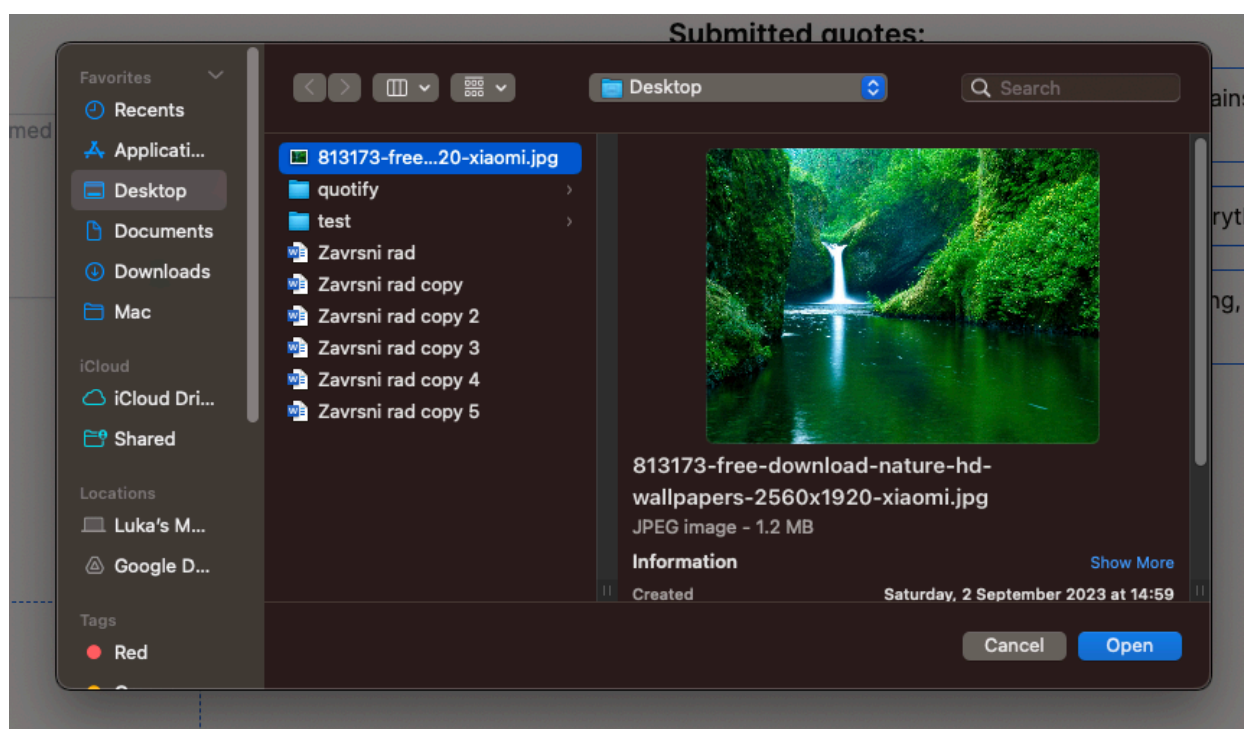 Submitted quotes:
Favorites
Recents
Applicati...
Desktop
Documents
Downloads
Mac
iCloud
iCloud Dri...
Shared
Locations
Luka's M...
Google D...
Tags
Red
Desktop
Search
813173-free...20-xiaomi.jpg
quotify
test
Zavrsni rad
Zavrsni rad copy
Zavrsni rad copy 2
Zavrsni rad copy 3
Zavrsni rad copy 4
Zavrsni rad copy 5
813173-free-download-nature-hd-
wallpapers-2560x1920-xiaomi.jpg
JPEG image - 1.2 MB
Information
Show More
Created
Saturday, 2 September 2023 at 14:59
Cancel
Open